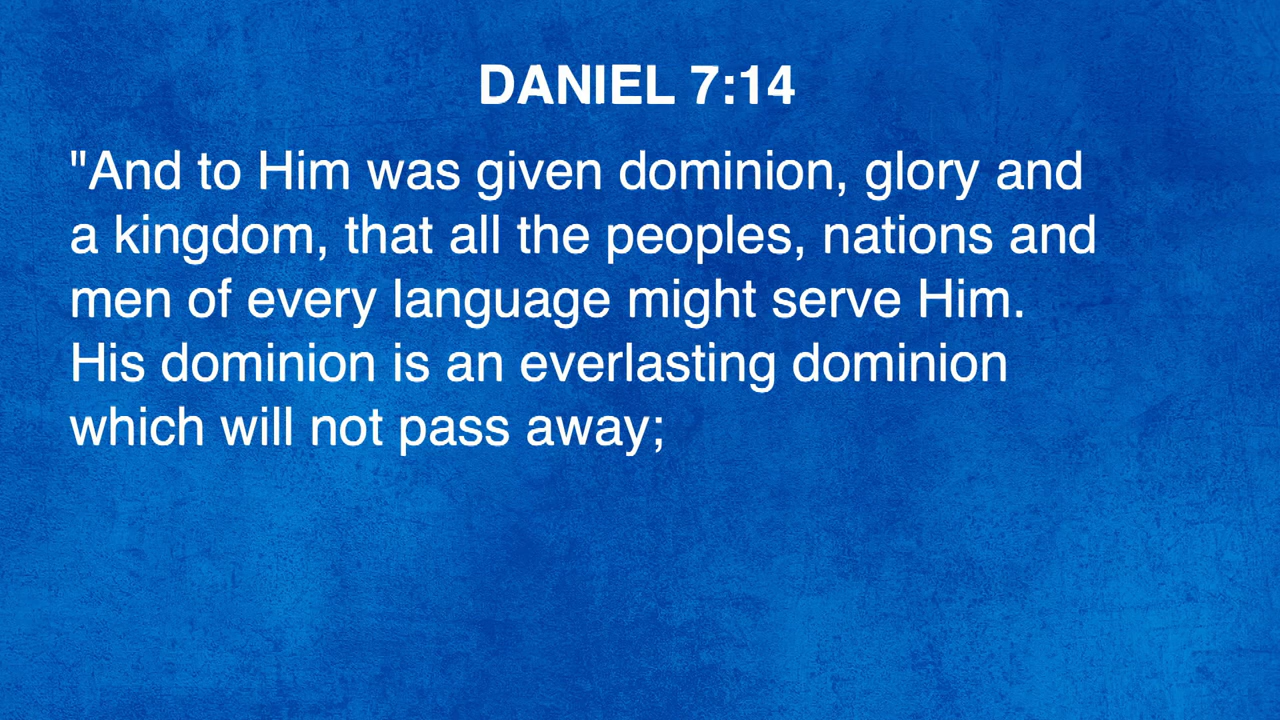 DANIEL 7:14
"And to Him was given dominion, glory and
a kingdom, that all the peoples, nations and
men of every language might serve Him.
His dominion is an everlasting dominion
which will not pass away;